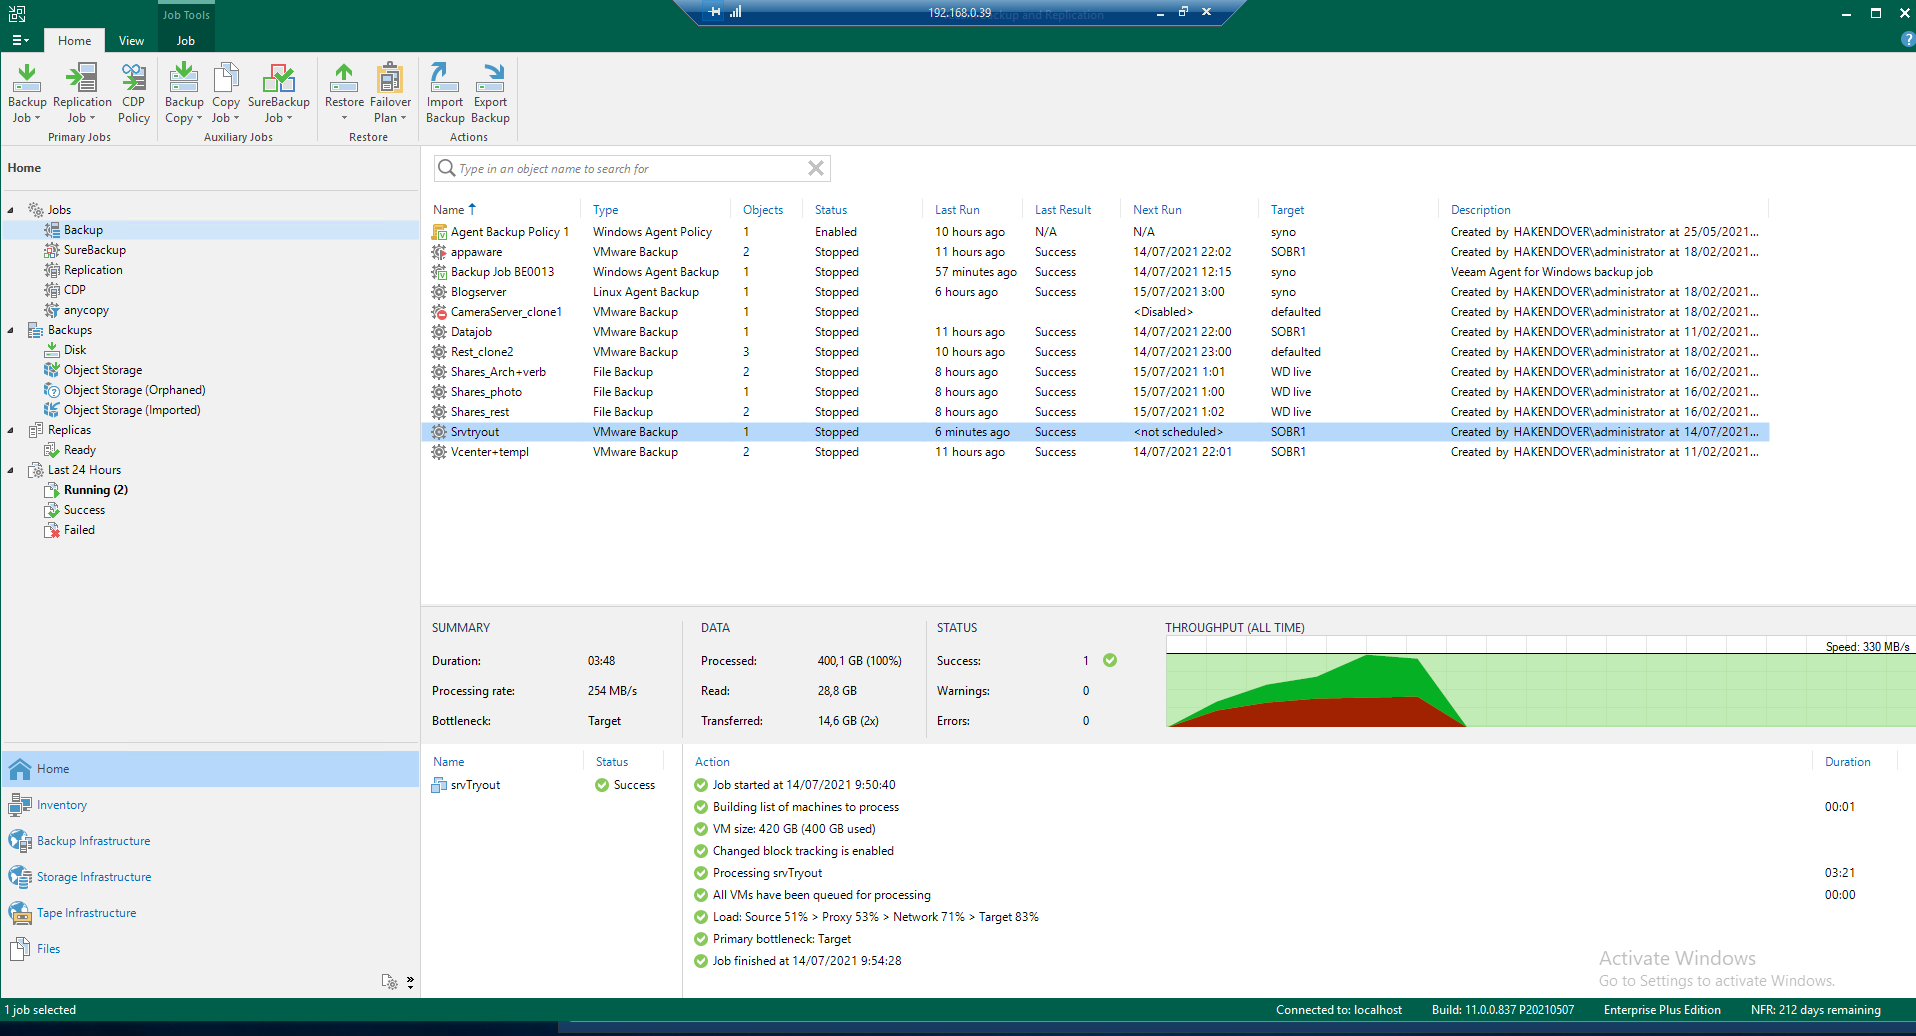 Job Tools
192.168.0.39
Backup and Replication
Home View Job
Backup Job
Replication Job
CDP Policy
Backup Copy
Copy Job
SureBackup Job
Restore
Failover Plan
Import Backup
Export Backup
Primary Jobs
Auxiliary Jobs
Restore
Actions
Home
Type in an object name to search for
Jobs
Backup
SureBackup
Replication
CDP
anycopy
Backups
Disk
Object Storage
Object Storage (Orphaned)
Object Storage (Imported)
Replicas
Ready
Last 24 Hours
Running (2)
Success
Failed
Name Type Objects Status Last Run Last Result Next Run Target Description
Agent Backup Policy 1 Windows Agent Policy 1 Enabled 10 hours ago N/A N/A syno Created by HAKENDOVER\administrator at 25/05/2021...
appaware VMware Backup 2 Stopped 11 hours ago Success 14/07/2021 22:02 SOBR1 Created by HAKENDOVER\administrator at 18/02/2021...
Backup Job BE0013 Windows Agent Backup 1 Stopped 57 minutes ago Success 14/07/2021 12:15 syno Veeam Agent for Windows backup job
Blogserver Linux Agent Backup 1 Stopped 6 hours ago Success 15/07/2021 3:00 syno Created by HAKENDOVER\administrator at 18/02/2021...
CameraServer_clone1 VMware Backup 1 Stopped <Disabled> defaulted Created by HAKENDOVER\administrator at 18/02/2021...
Datajob VMware Backup 1 Stopped 11 hours ago Success 14/07/2021 22:00 SOBR1 Created by HAKENDOVER\administrator at 11/02/2021...
Rest_clone2 VMware Backup 3 Stopped 10 hours ago Success 14/07/2021 23:00 defaulted Created by HAKENDOVER\administrator at 18/02/2021...
Shares_Arch+verb File Backup 2 Stopped 8 hours ago Success 15/07/2021 1:01 WD live Created by HAKENDOVER\administrator at 16/02/2021...
Shares_photo File Backup 1 Stopped 8 hours ago Success 15/07/2021 1:00 WD live Created by HAKENDOVER\administrator at 16/02/2021...
Shares_rest File Backup 2 Stopped 8 hours ago Success 15/07/2021 1:02 WD live Created by HAKENDOVER\administrator at 16/02/2021...
Srvtryout VMware Backup 1 Stopped 6 minutes ago Success <not scheduled> SOBR1 Created by HAKENDOVER\administrator at 14/07/2021...
Vcenter+templ VMware Backup 2 Stopped 11 hours ago Success 14/07/2021 22:01 SOBR1 Created by HAKENDOVER\administrator at 11/02/2021...
SUMMARY
Duration: 03:48
Processing rate: 254 MB/s
Bottleneck: Target
DATA
Processed: 400,1 GB (100%)
Read: 28,8 GB
Transferred: 14,6 GB (2x)
STATUS
Success: 1
Warnings: 0
Errors: 0
THROUGHPUT (ALL TIME)
Speed: 330 MB/s
Name Status
srvTryout Success
Action Duration
Job started at 14/07/2021 9:50:40
Building list of machines to process 00:01
VM size: 420 GB (400 GB used)
Changed block tracking is enabled
Processing srvTryout 03:21
All VMs have been queued for processing 00:00
Load: Source 51% > Proxy 53% > Network 71% > Target 83%
Primary bottleneck: Target
Job finished at 14/07/2021 9:54:28
Home
Inventory
Backup Infrastructure
Storage Infrastructure
Tape Infrastructure
Files
Activate Windows
Go to Settings to activate Windows.
1 job selected
Connected to: localhost
Build: 11.0.0.837 P20210507
Enterprise Plus Edition
NFR: 212 days remaining